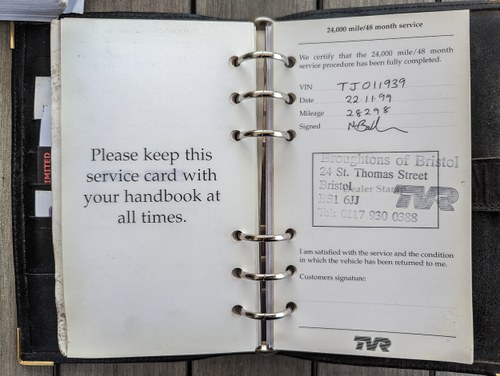 Please keep this
service card with
your handbook at
all times.
24,000 mile/48 month service
We certify that the 24,000 mile/48 month
service procedure has been fully completed.
VIN TJ011939
Date 22.11.99
Mileage 28298
Signed
Broughtons of Bristol
24 St. Thomas Street
Bristol
Dealer Stamp
BS1 6JJ
TVR
Tel: 0117 930 0388
I am satisfied with the service and the condition
in which the vehicle has been returned to me.
Customers signature:
TVR